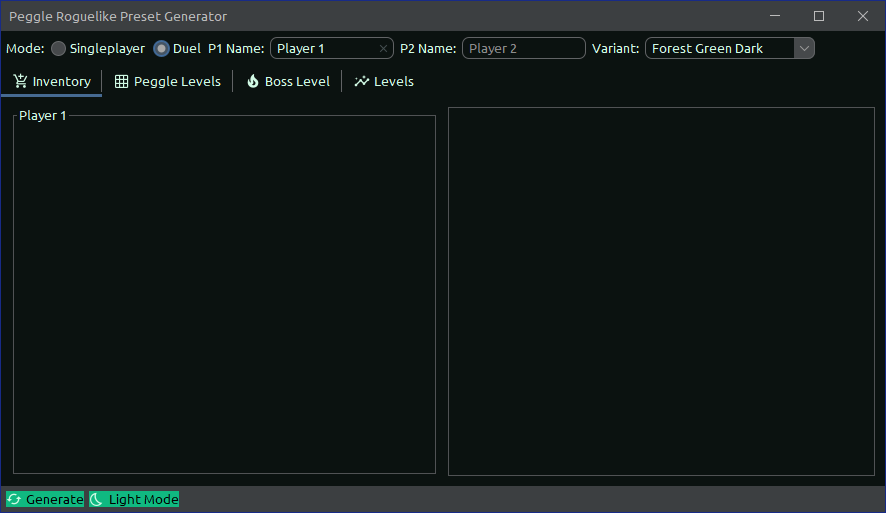 Peggle Roguelike Preset Generator
Mode: Singleplayer Duel P1 Name: Player 1 P2 Name: Player 2 Variant: Forest Green Dark
Inventory Peggle Levels Boss Level Levels
Player 1
Generate Light Mode